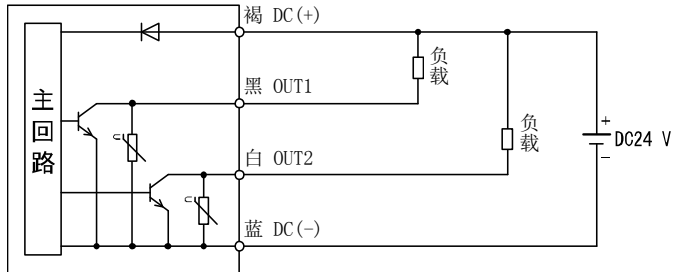 褐 DC(+)
负载
黑 OUT1
主回路
负载
+
DC24 V
-
U
白 OUT2
U
蓝 DC(-)